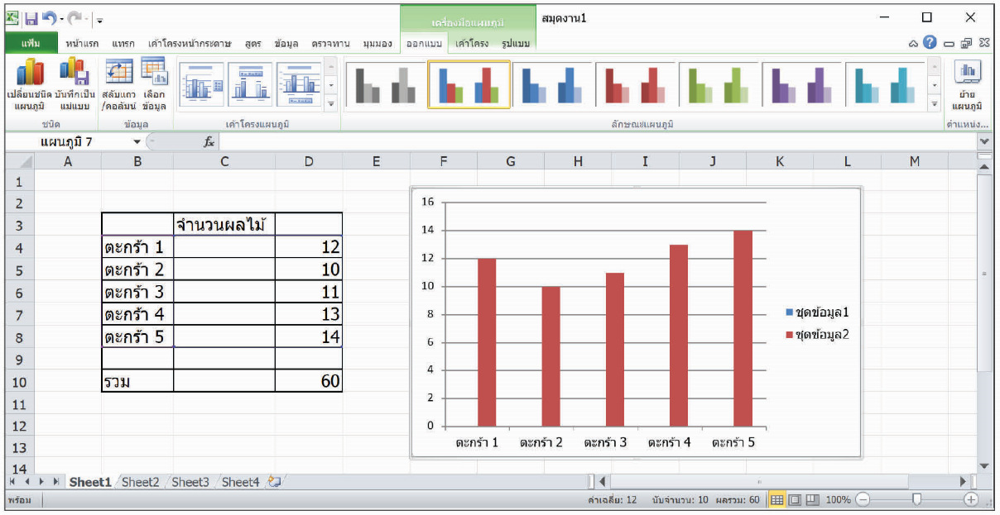 เครื่องมือแผนภูมิ สมุดงาน1
แฟ้ม หน้าแรก แทรก เค้าโครงหน้ากระดาษ สูตร ข้อมูล ตรวจทาน มุมมอง ออกแบบ เค้าโครง รูปแบบ
เปลี่ยนชนิด บันทึกเป็น สลับแถว เลือก ย้าย
แผนภูมิ แม่แบบ /คอลัมน์ ข้อมูล แผนภูมิ
ชนิด ข้อมูล เค้าโครงแผนภูมิ ลักษณะแผนภูมิ ตำแหน่ง...
แผนภูมิ 7 fx
A B C D E F G H I J K L M
1
2
3 จำนวนผลไม้
4 ตะกร้า 1 12
5 ตะกร้า 2 10
6 ตะกร้า 3 11
7 ตะกร้า 4 13
8 ตะกร้า 5 14
9
10 รวม 60
11
12
13
14
16
14
12
10
8
6
4
2
0
ตะกร้า 1 ตะกร้า 2 ตะกร้า 3 ตะกร้า 4 ตะกร้า 5
ชุดข้อมูล1
ชุดข้อมูล2
Sheet1 Sheet2 Sheet3 Sheet4
พร้อม ค่าเฉลี่ย: 12 นับจำนวน: 10 ผลรวม: 60 100%